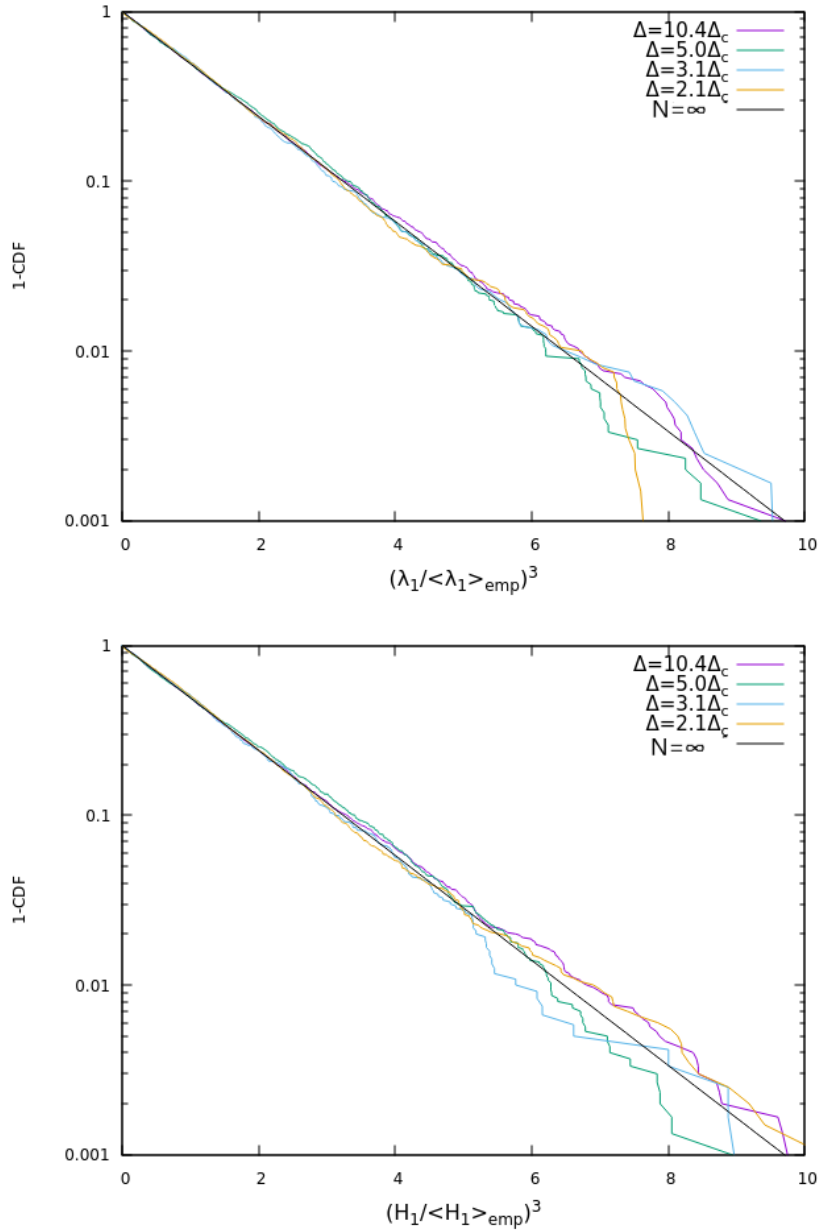 1
Δ=10.4Δc
Δ=5.0Δc
Δ=3.1Δc
Δ=2.1Δc
N=∞
0.1
1-CDF
0.01
0.001
0 2 4 6 8 10
(λ1/<λ1>emp)3
1
Δ=10.4Δc
Δ=5.0Δc
Δ=3.1Δc
Δ=2.1Δc
N=∞
0.1
1-CDF
0.01
0.001
0 2 4 6 8 10
(H1/<H1>emp)3